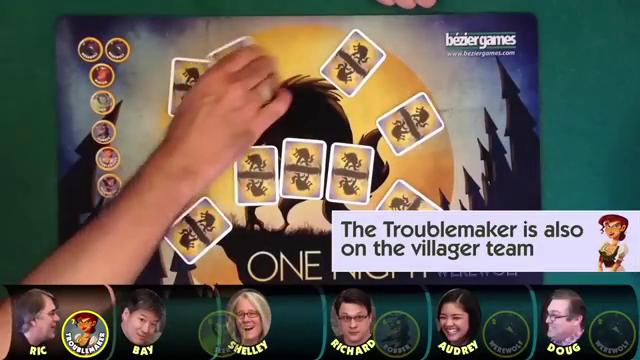 bézier games
www.beziergames.com
The Troublemaker is also
on the villager team
ONE NIGHT
WEREWOLF
RIC
TROUBLEMAKER
BAY
SHELLEY
RICHARD
ROBBER
AUDREY
WEREWOLF
DOUG
WEREWOLF